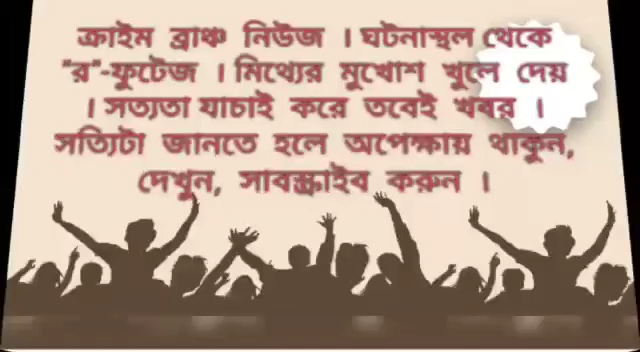 ক্রাইম ব্রাঞ্চ নিউজ । ঘটনাস্থল থেকে
"র"-ফুটেজ । মিথ্যের মুখোশ খুলে দেয়
। সত্যতা যাচাই করে তবেই খবর ।
সত্যিটা জানতে হলে অপেক্ষায় থাকুন,
দেখুন, সাবস্ক্রাইব করুন ।